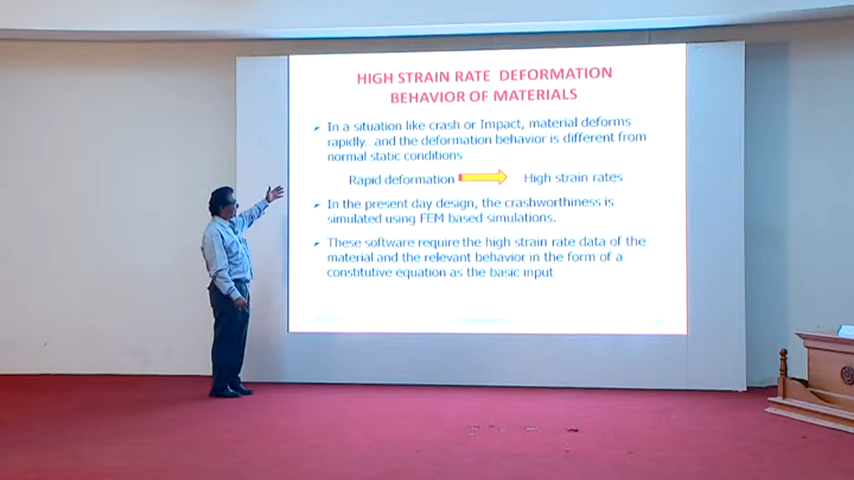 HIGH STRAIN RATE DEFORMATION
BEHAVIOR OF MATERIALS
In a situation like crash or Impact, material deforms
rapidly...and the deformation behavior is different from
normal static conditions
Rapid deformation High strain rates
In the present day design, the crashworthiness is
simulated using FEM based simulations.
These software require the high strain rate data of the
material and the relevant behavior in the form of a
constitutive equation as the basic input